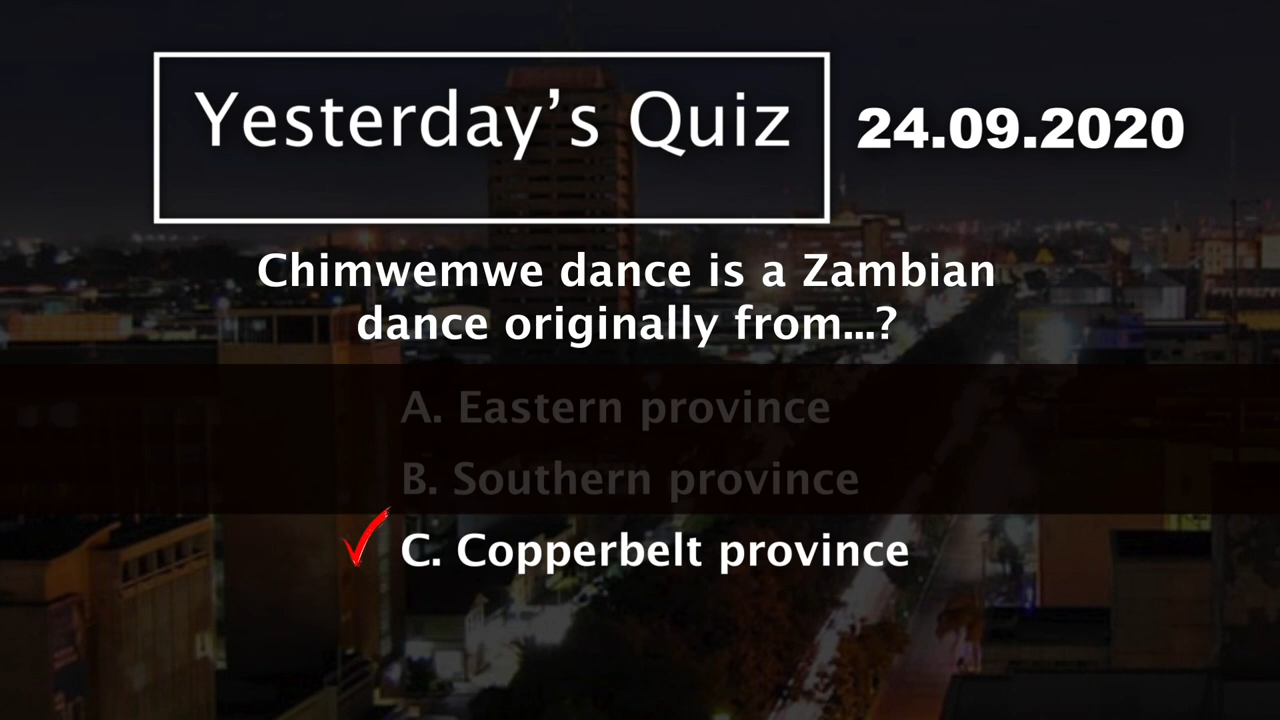 Yesterday’s Quiz
24.09.2020
Chimwemwe dance is a Zambian
dance originally from...?
A. Eastern province
B. Southern province
C. Copperbelt province